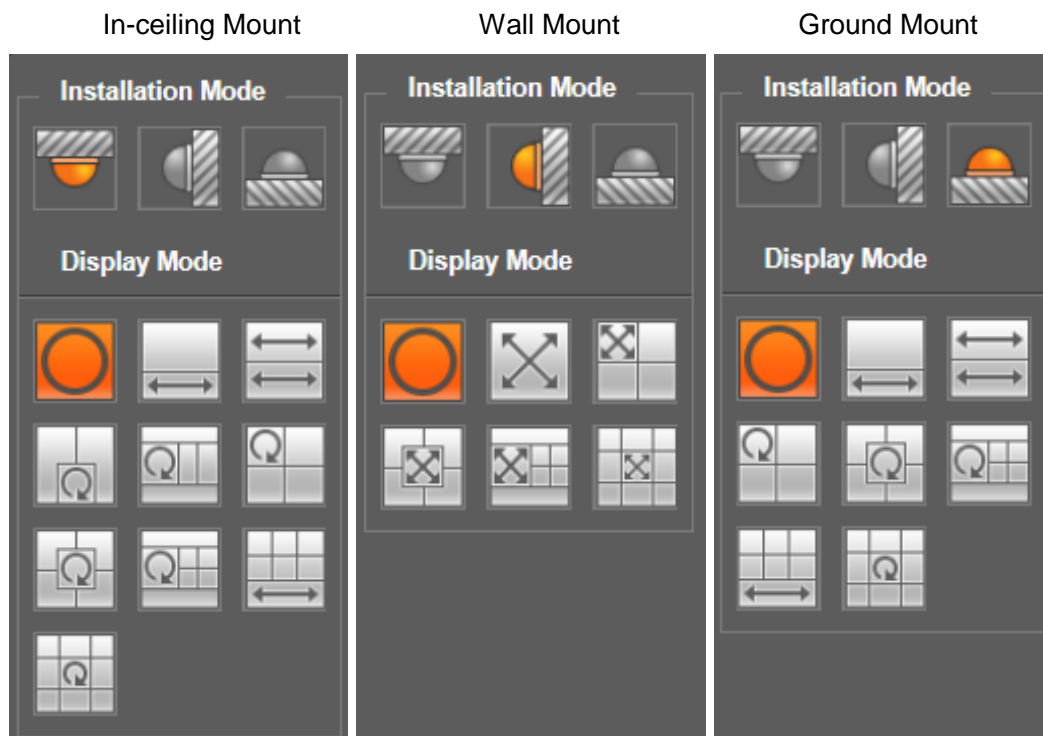 In-ceiling Mount
Wall Mount
Ground Mount
Installation Mode
Installation Mode
Installation Mode
Display Mode
Display Mode
Display Mode